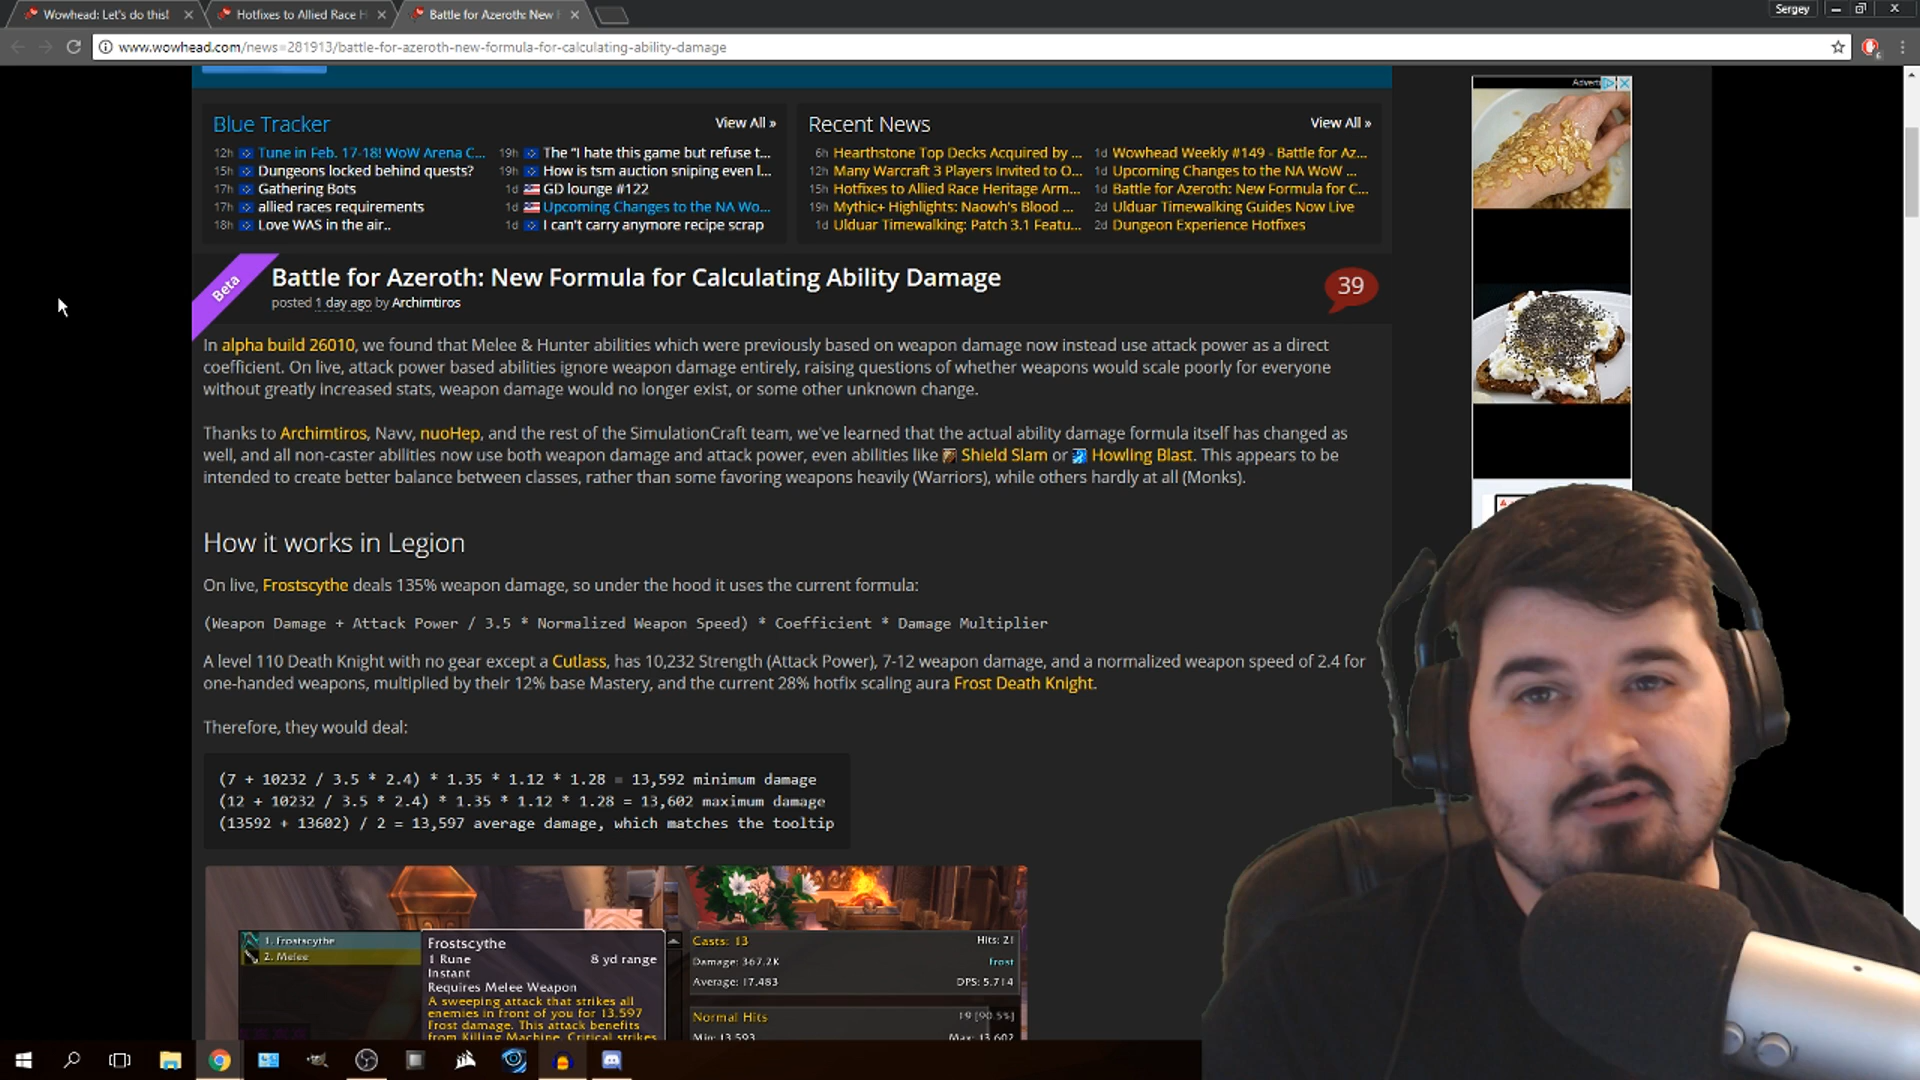 Wowhead: Let's do this!
Hotfixes to Allied Race H
Battle for Azeroth: New F
Sergey
www.wowhead.com/news=281913/battle-for-azeroth-new-formula-for-calculating-ability-damage
Blue Tracker
View All »
12h Tune in Feb. 17-18! WoW Arena C...
15h Dungeons locked behind quests?
17h Gathering Bots
17h allied races requirements
18h Love WAS in the air..
19h The "I hate this game but refuse t...
19h How is tsm auction sniping even l...
1d GD lounge #122
1d Upcoming Changes to the NA Wo...
1d I can't carry anymore recipe scrap
Recent News
View All »
6h Hearthstone Top Decks Acquired by ...
12h Many Warcraft 3 Players Invited to O...
15h Hotfixes to Allied Race Heritage Arm...
19h Mythic+ Highlights: Naowh's Blood ...
1d Ulduar Timewalking: Patch 3.1 Featu...
1d Wowhead Weekly #149 - Battle for Az...
1d Upcoming Changes to the NA WoW ...
1d Battle for Azeroth: New Formula for C...
2d Ulduar Timewalking Guides Now Live
2d Dungeon Experience Hotfixes
Beta
Battle for Azeroth: New Formula for Calculating Ability Damage
posted 1 day ago by Archimtiros
39
In alpha build 26010, we found that Melee & Hunter abilities which were previously based on weapon damage now instead use attack power as a direct
coefficient. On live, attack power based abilities ignore weapon damage entirely, raising questions of whether weapons would scale poorly for everyone
without greatly increased stats, weapon damage would no longer exist, or some other unknown change.
Thanks to Archimtiros, Navv, nuoHep, and the rest of the SimulationCraft team, we've learned that the actual ability damage formula itself has changed as
well, and all non-caster abilities now use both weapon damage and attack power, even abilities like Shield Slam or Howling Blast. This appears to be
intended to create better balance between classes, rather than some favoring weapons heavily (Warriors), while others hardly at all (Monks).
How it works in Legion
On live, Frostscythe deals 135% weapon damage, so under the hood it uses the current formula:
(Weapon Damage + Attack Power / 3.5 * Normalized Weapon Speed) * Coefficient * Damage Multiplier
A level 110 Death Knight with no gear except a Cutlass, has 10,232 Strength (Attack Power), 7-12 weapon damage, and a normalized weapon speed of 2.4 for
one-handed weapons, multiplied by their 12% base Mastery, and the current 28% hotfix scaling aura Frost Death Knight.
Therefore, they would deal:
(7 + 10232 / 3.5 * 2.4) * 1.35 * 1.12 * 1.28 = 13,592 minimum damage
(12 + 10232 / 3.5 * 2.4) * 1.35 * 1.12 * 1.28 = 13,602 maximum damage
(13592 + 13602) / 2 = 13,597 average damage, which matches the tooltip
1. Frostscythe
2. Melee
Frostscythe
1 Rune 8 yd range
Instant
Requires Melee Weapon
A sweeping attack that strikes all
enemies in front of you for 13,597
Frost damage. This attack benefits
from Killing Machine. Critical strikes
Casts: 13 Hits: 21
Damage: 367.2K Frost
Average: 17.483 DPS: 5.714
Normal Hits 19 [90.5%]
Min: 13.593 Max: 13.602